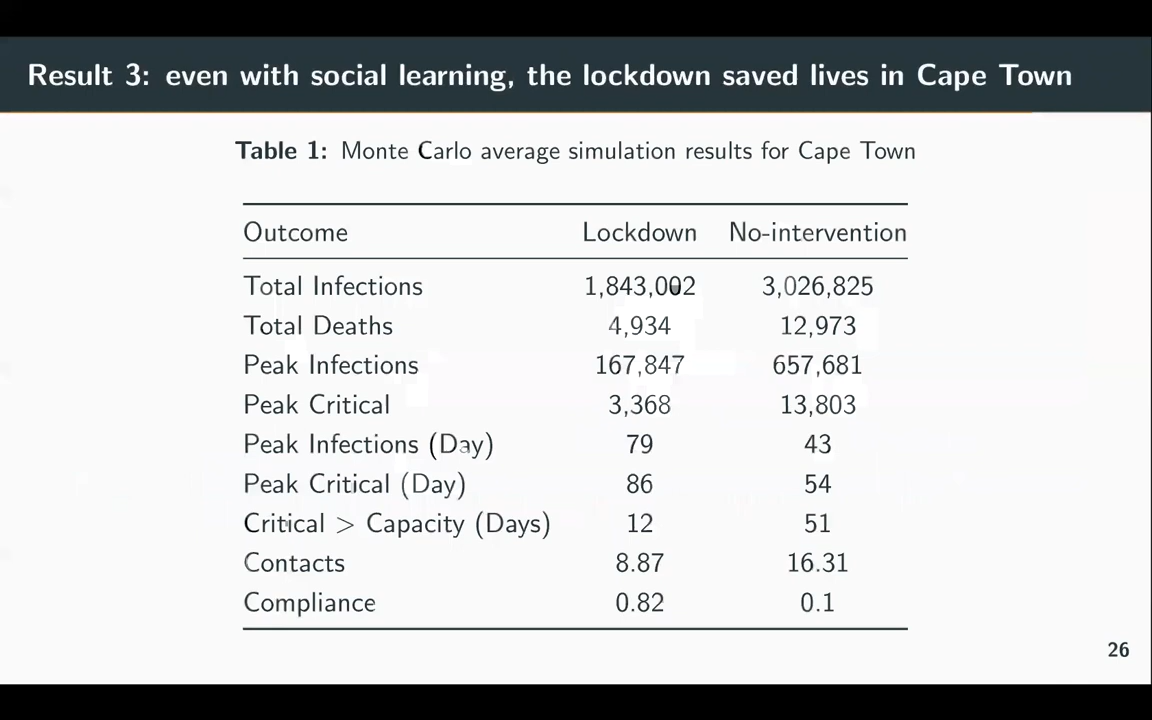 Result 3: even with social learning, the lockdown saved lives in Cape Town
Table 1: Monte Carlo average simulation results for Cape Town
Outcome Lockdown No-intervention
Total Infections 1,843,002 3,026,825
Total Deaths 4,934 12,973
Peak Infections 167,847 657,681
Peak Critical 3,368 13,803
Peak Infections (Day) 79 43
Peak Critical (Day) 86 54
Critical > Capacity (Days) 12 51
Contacts 8.87 16.31
Compliance 0.82 0.1
26